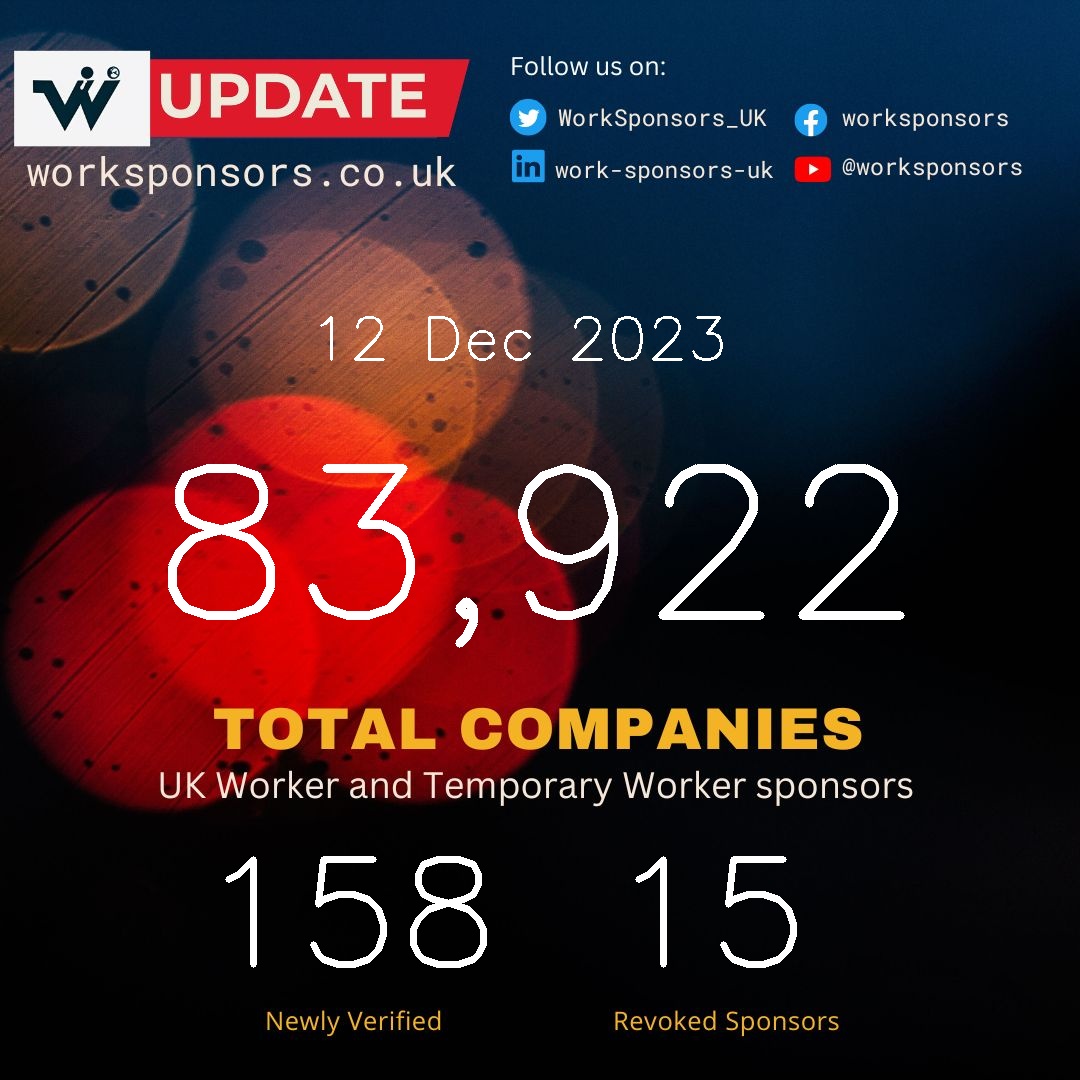 UPDATE
worksponsors.co.uk
Follow us on:
WorkSponsors_UK
worksponsors
work-sponsors-uk
@worksponsors
12 Dec 2023
83,922
TOTAL COMPANIES
UK Worker and Temporary Worker sponsors
158 15
Newly Verified Revoked Sponsors